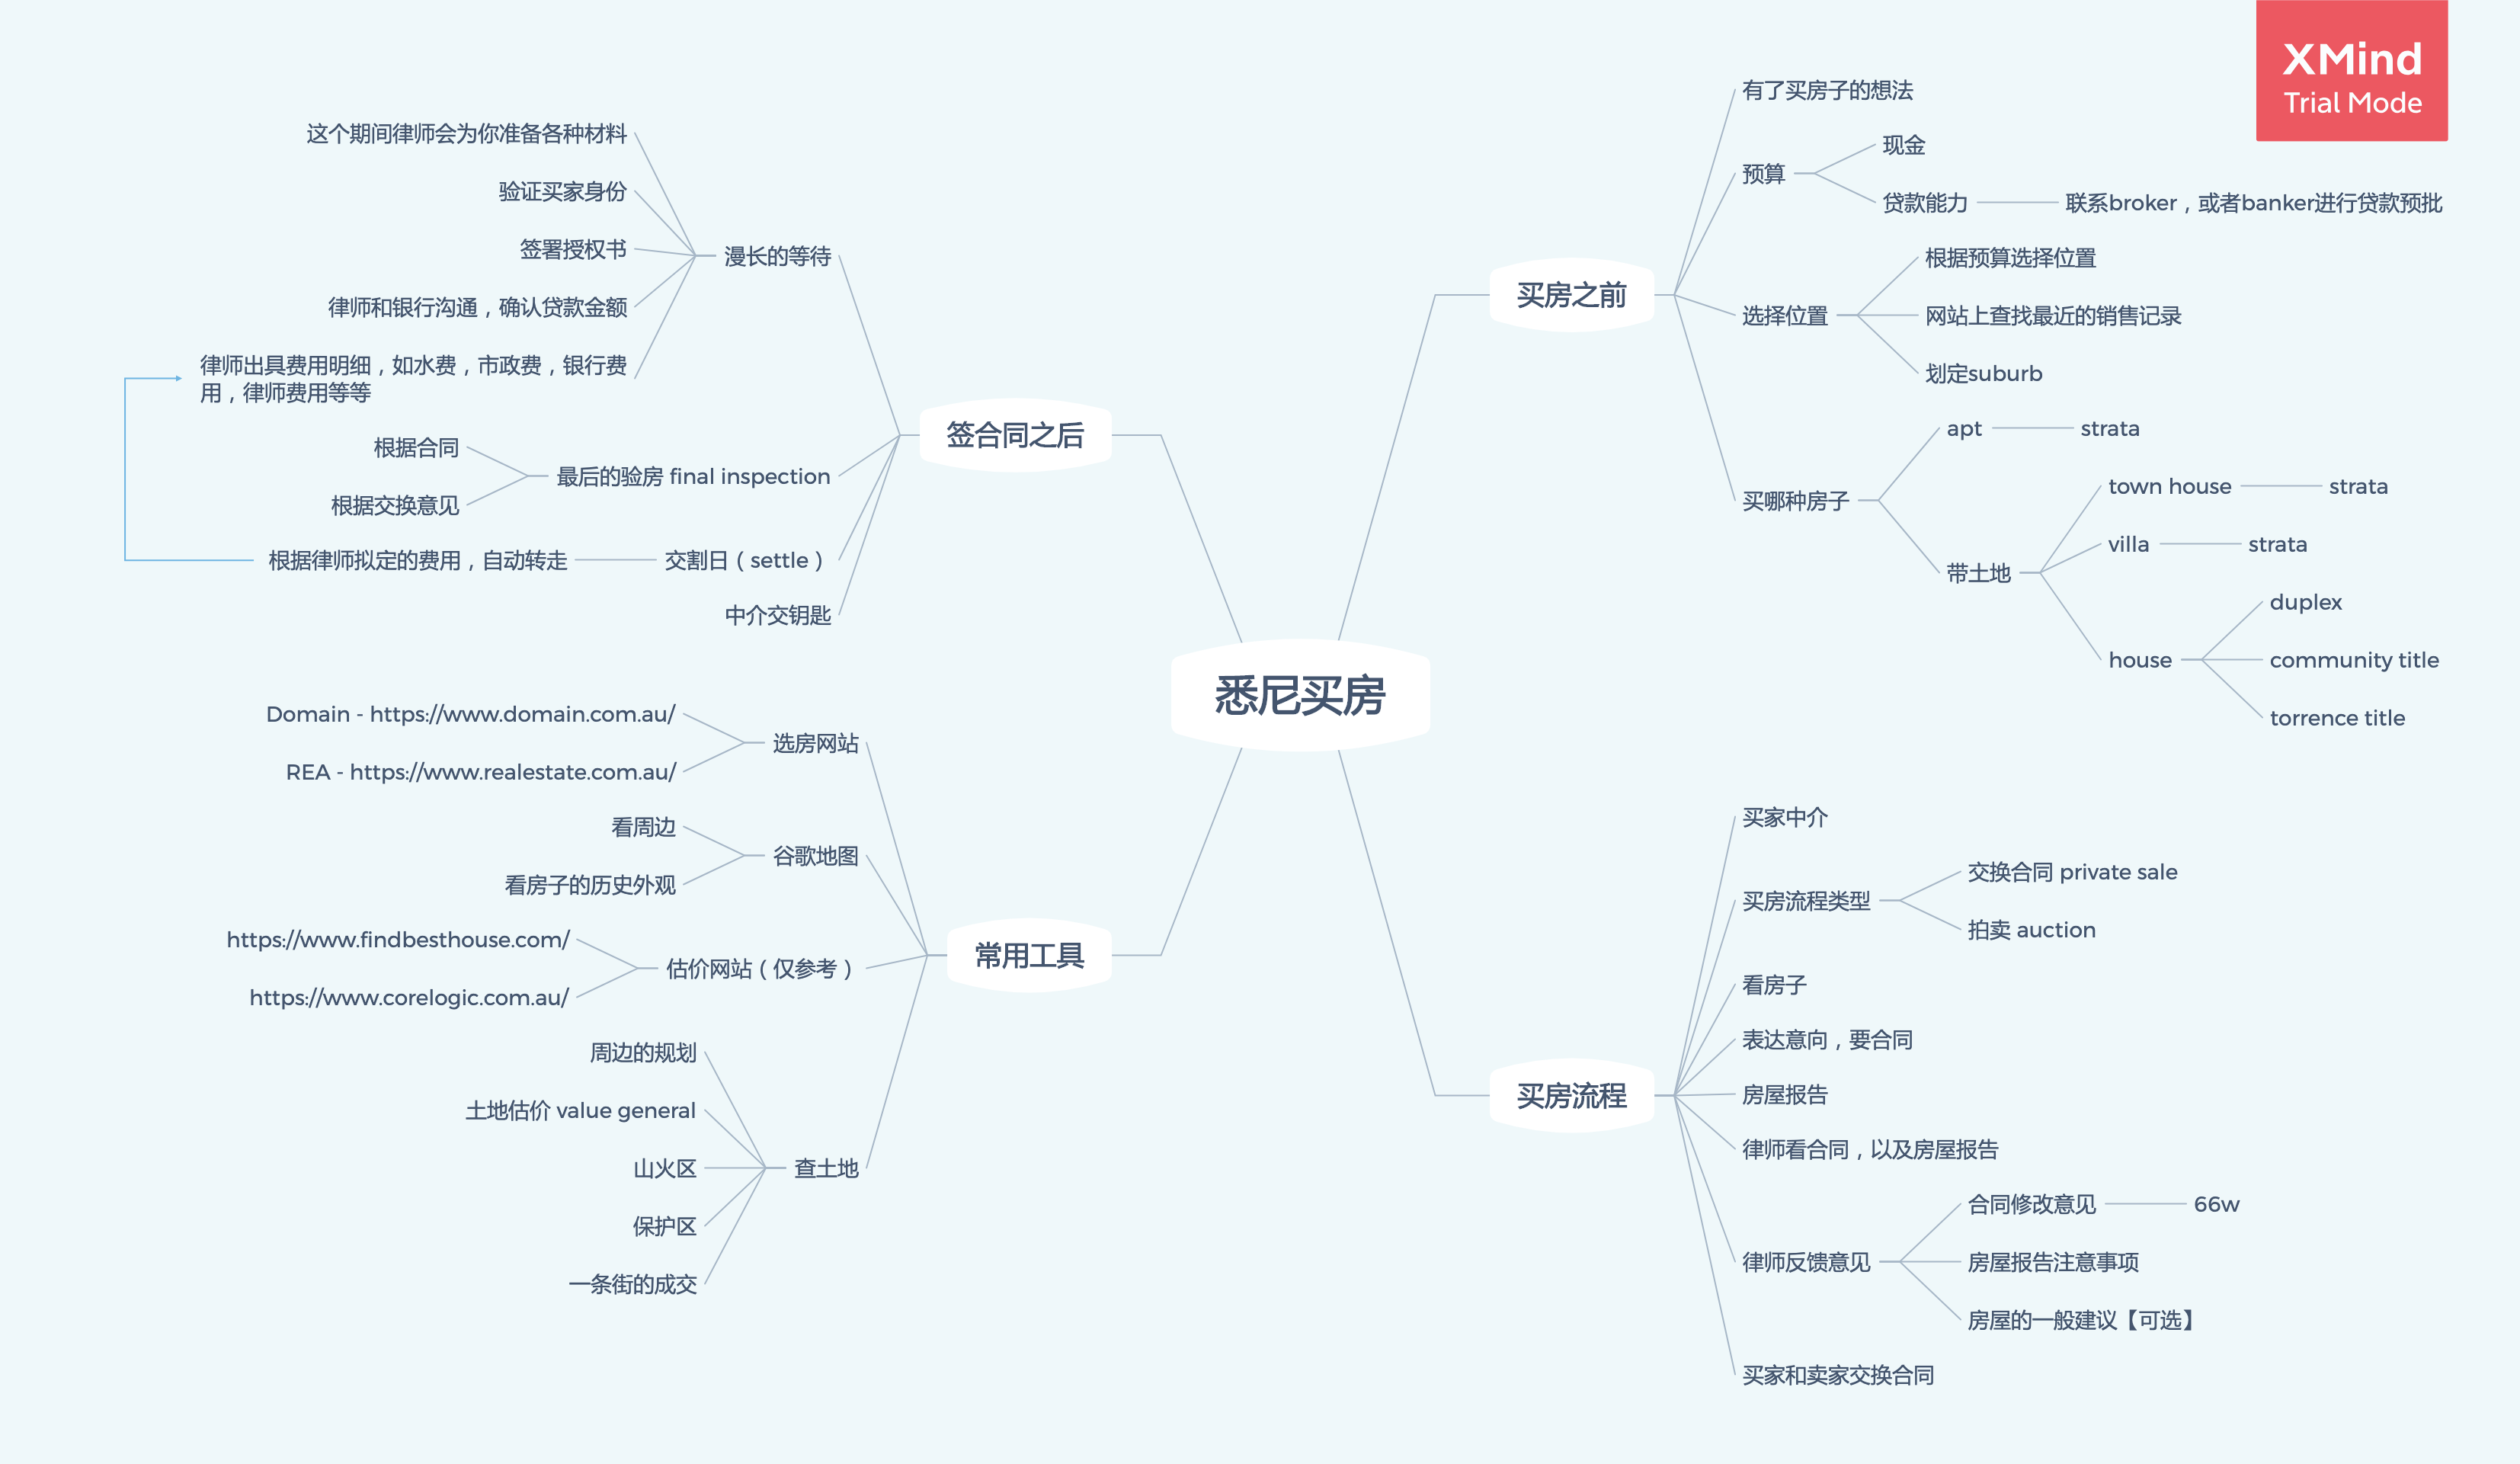 XMind
Trial Mode
悉尼买房
买房之前
有了买房子的想法
预算
现金
贷款能力
联系broker，或者banker进行贷款预批
选择位置
根据预算选择位置
网站上查找最近的销售记录
划定suburb
买哪种房子
apt
strata
带土地
town house
strata
villa
strata
house
duplex
community title
torrence title
买房流程
买家中介
买房流程类型
交换合同 private sale
拍卖 auction
看房子
表达意向，要合同
房屋报告
律师看合同，以及房屋报告
律师反馈意见
合同修改意见
66w
房屋报告注意事项
房屋的一般建议【可选】
买家和卖家交换合同
签合同之后
漫长的等待
这个期间律师会为你准备各种材料
验证买家身份
签署授权书
律师和银行沟通，确认贷款金额
律师出具费用明细，如水费，市政费，银行费
用，律师费用等等
最后的验房 final inspection
根据合同
根据交换意见
交割日（settle）
根据律师拟定的费用，自动转走
中介交钥匙
常用工具
选房网站
Domain - https://www.domain.com.au/
REA - https://www.realestate.com.au/
谷歌地图
看周边
看房子的历史外观
估价网站（仅参考）
https://www.findbesthouse.com/
https://www.corelogic.com.au/
查土地
周边的规划
土地估价 value general
山火区
保护区
一条街的成交